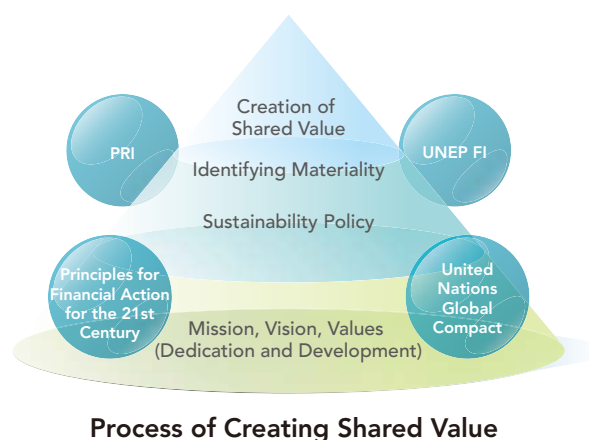 Creation of
Shared Value
PRI
UNEP FI
Identifying Materiality
Sustainability Policy
Principles for
Financial Action
for the 21st
Century
United
Nations
Global
Compact
Mission, Vision, Values
(Dedication and Development)
Process of Creating Shared Value